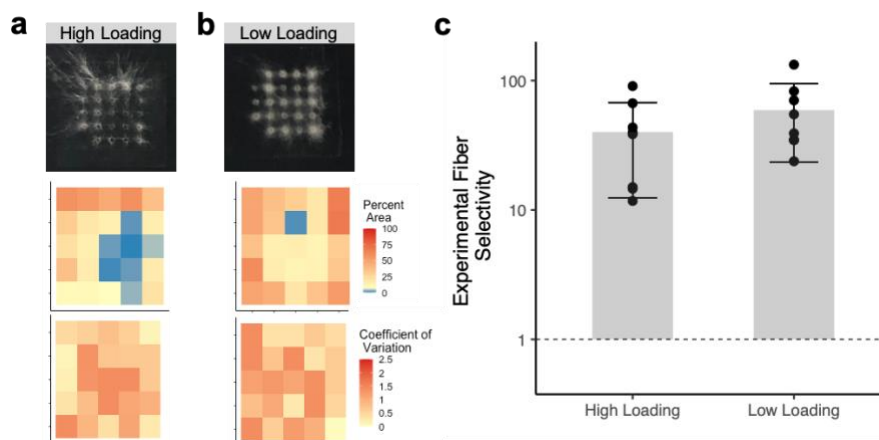 a
High Loading
b
Low Loading
c
Percent
Area
100
75
50
25
0
Coefficient of
Variation
2.5
2
1.5
1
0.5
0
Experimental Fiber
Selectivity
100
10
1
High Loading
Low Loading